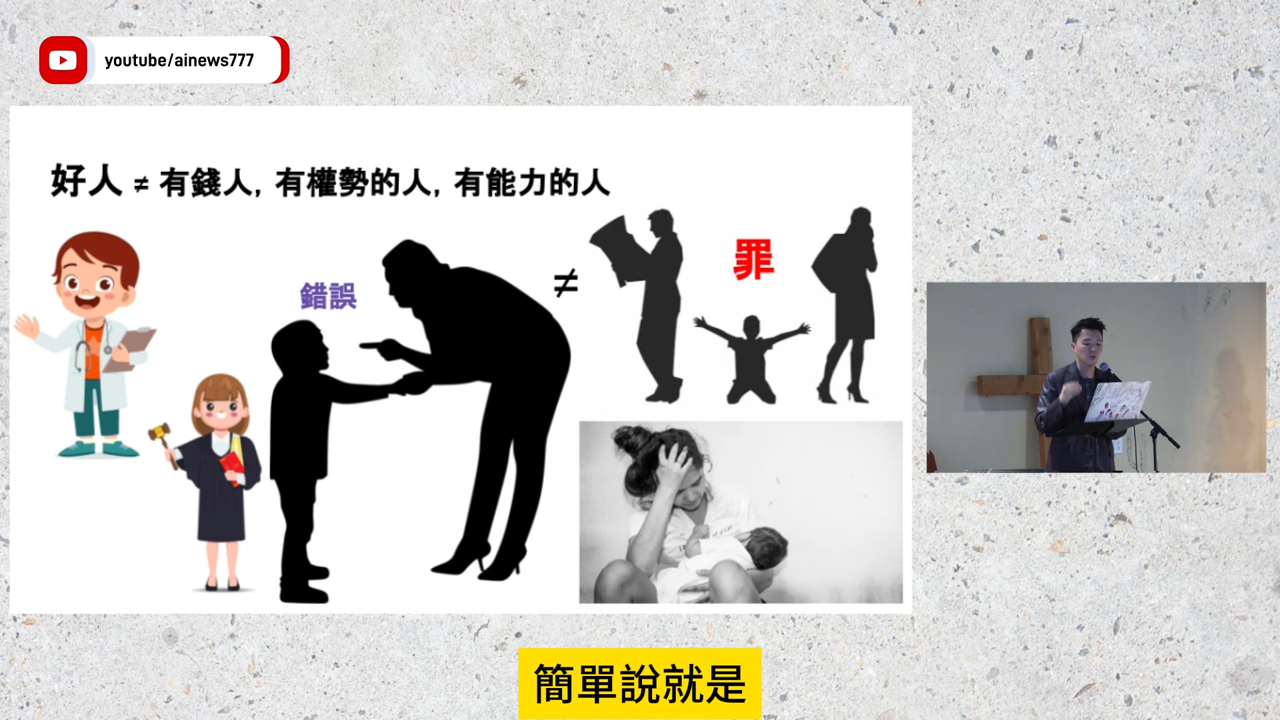 youtube/ainews777
好人 ≠ 有錢人, 有權勢的人, 有能力的人
錯誤
≠
罪
簡單說就是